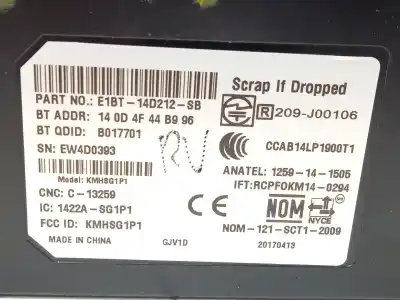 Scrap If Dropped
R 209-J00106
PART NO.: E1BT-14D212-SB
BT ADDR: 14 0D 4F 44 B9 96
BT QDID: B017701
SN: EW4D0393
RV
CCC
CCAB14LP1900T1
Model: KMHSG1P1
ANATEL: 1259-14-1505
IFT:RCPFOKM14-0294
CNC: C-13259
IC: 1422A-SG1P1
FCC ID: KMHSG1P1
CE
NOM
NYCE
NOM-121-SCT1-2009
MADE IN CHINA
GJV1D
20170413